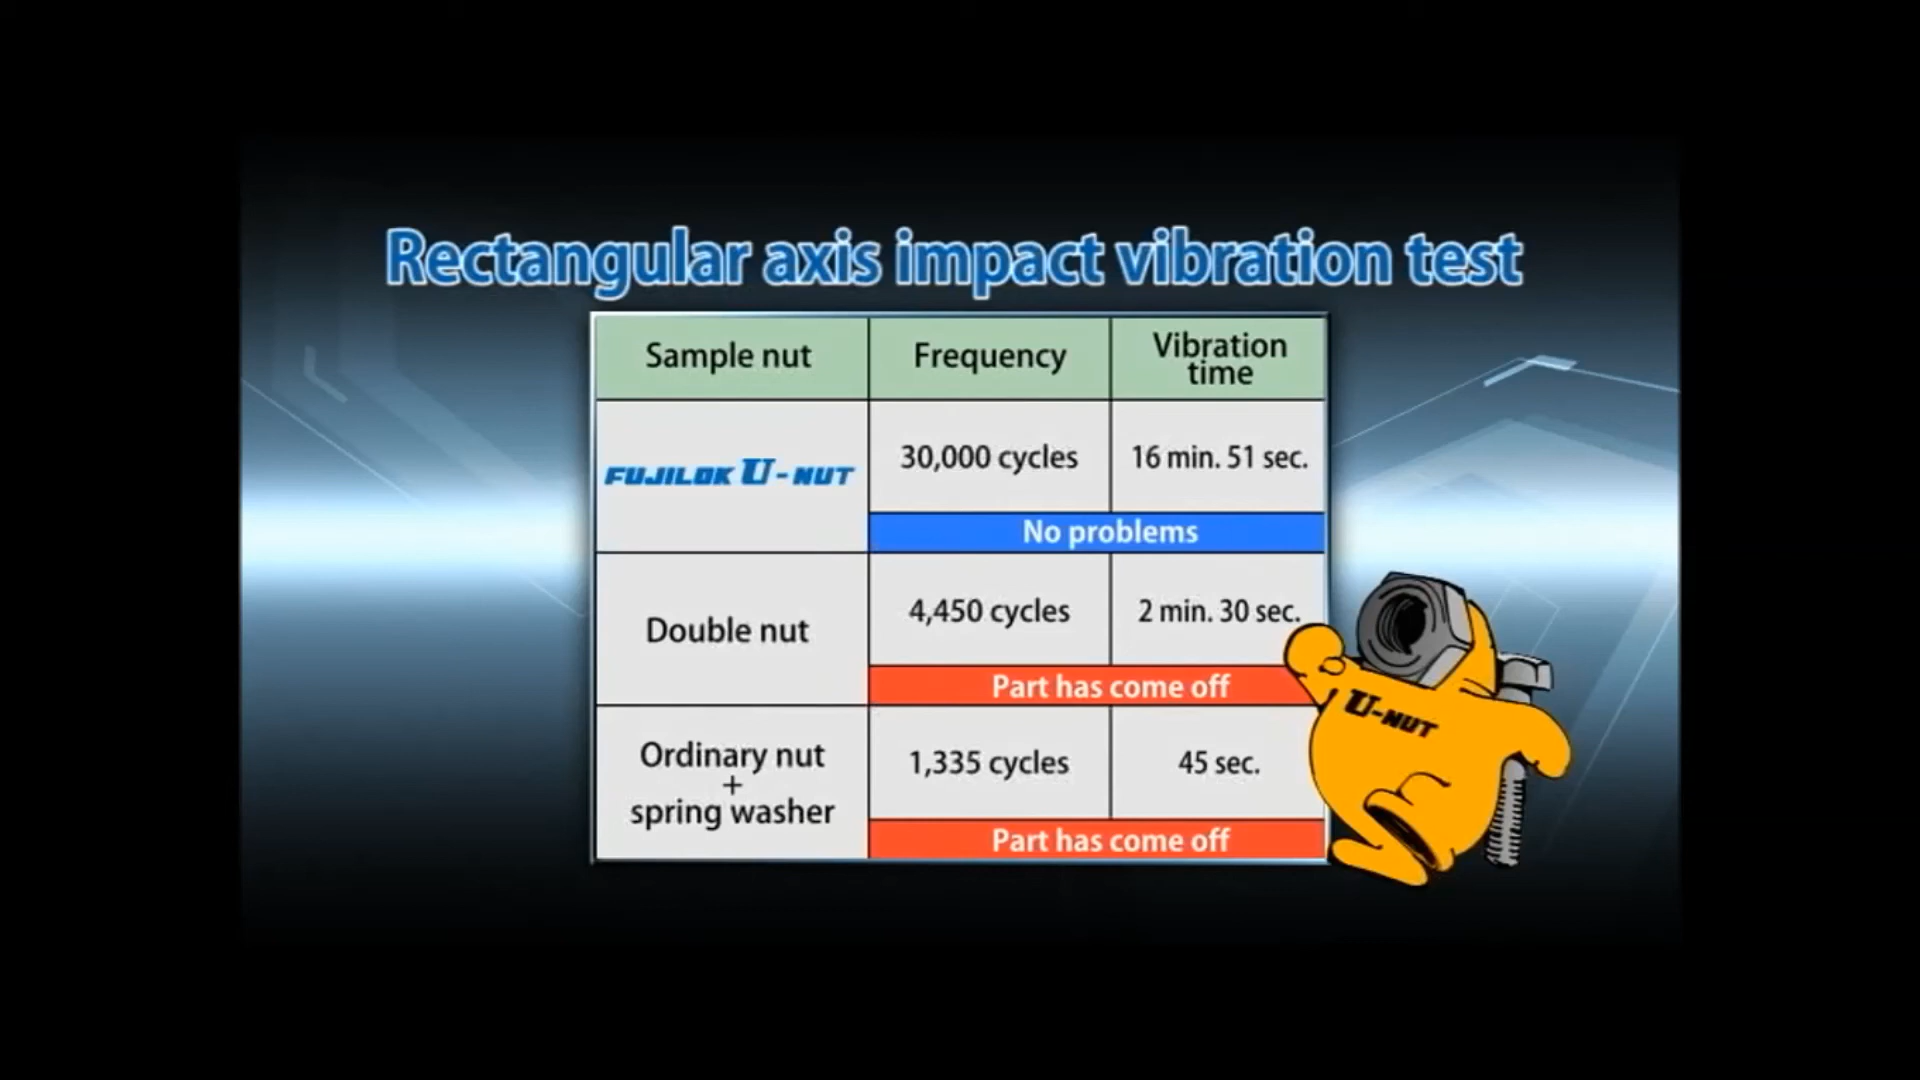 Rectangular axis impact vibration test
Sample nut
Frequency
Vibration
time
FUJILOK U-NUT
30,000 cycles
16 min. 51 sec.
No problems
Double nut
4,450 cycles
2 min. 30 sec.
Part has come off
Ordinary nut
+
spring washer
1,335 cycles
45 sec.
Part has come off
U-NUT